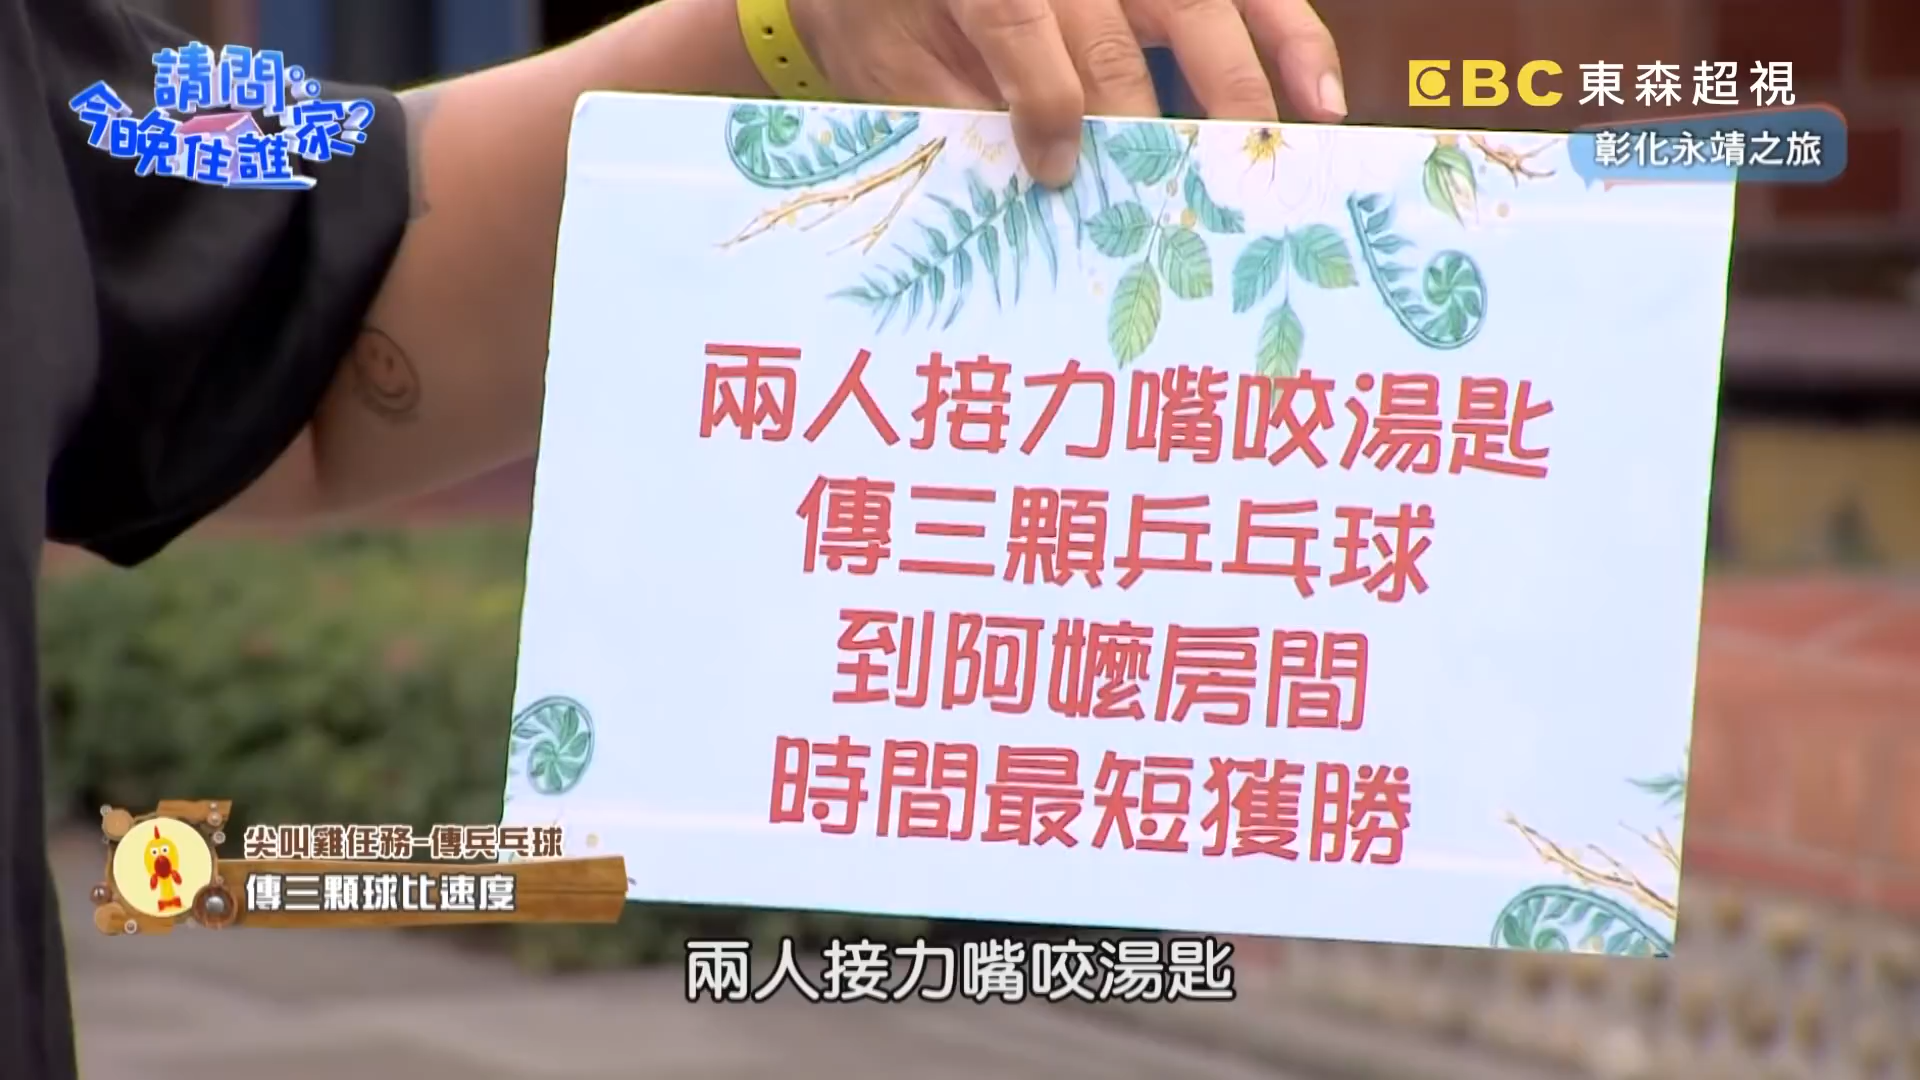 請問
今晚住誰家?
EBC 東森超視
彰化永靖之旅
兩人接力嘴咬湯匙
傳三顆乒乓球
到阿嬤房間
時間最短獲勝
尖叫雞任務-傳兵乓球
傳三顆球比速度
兩人接力嘴咬湯匙